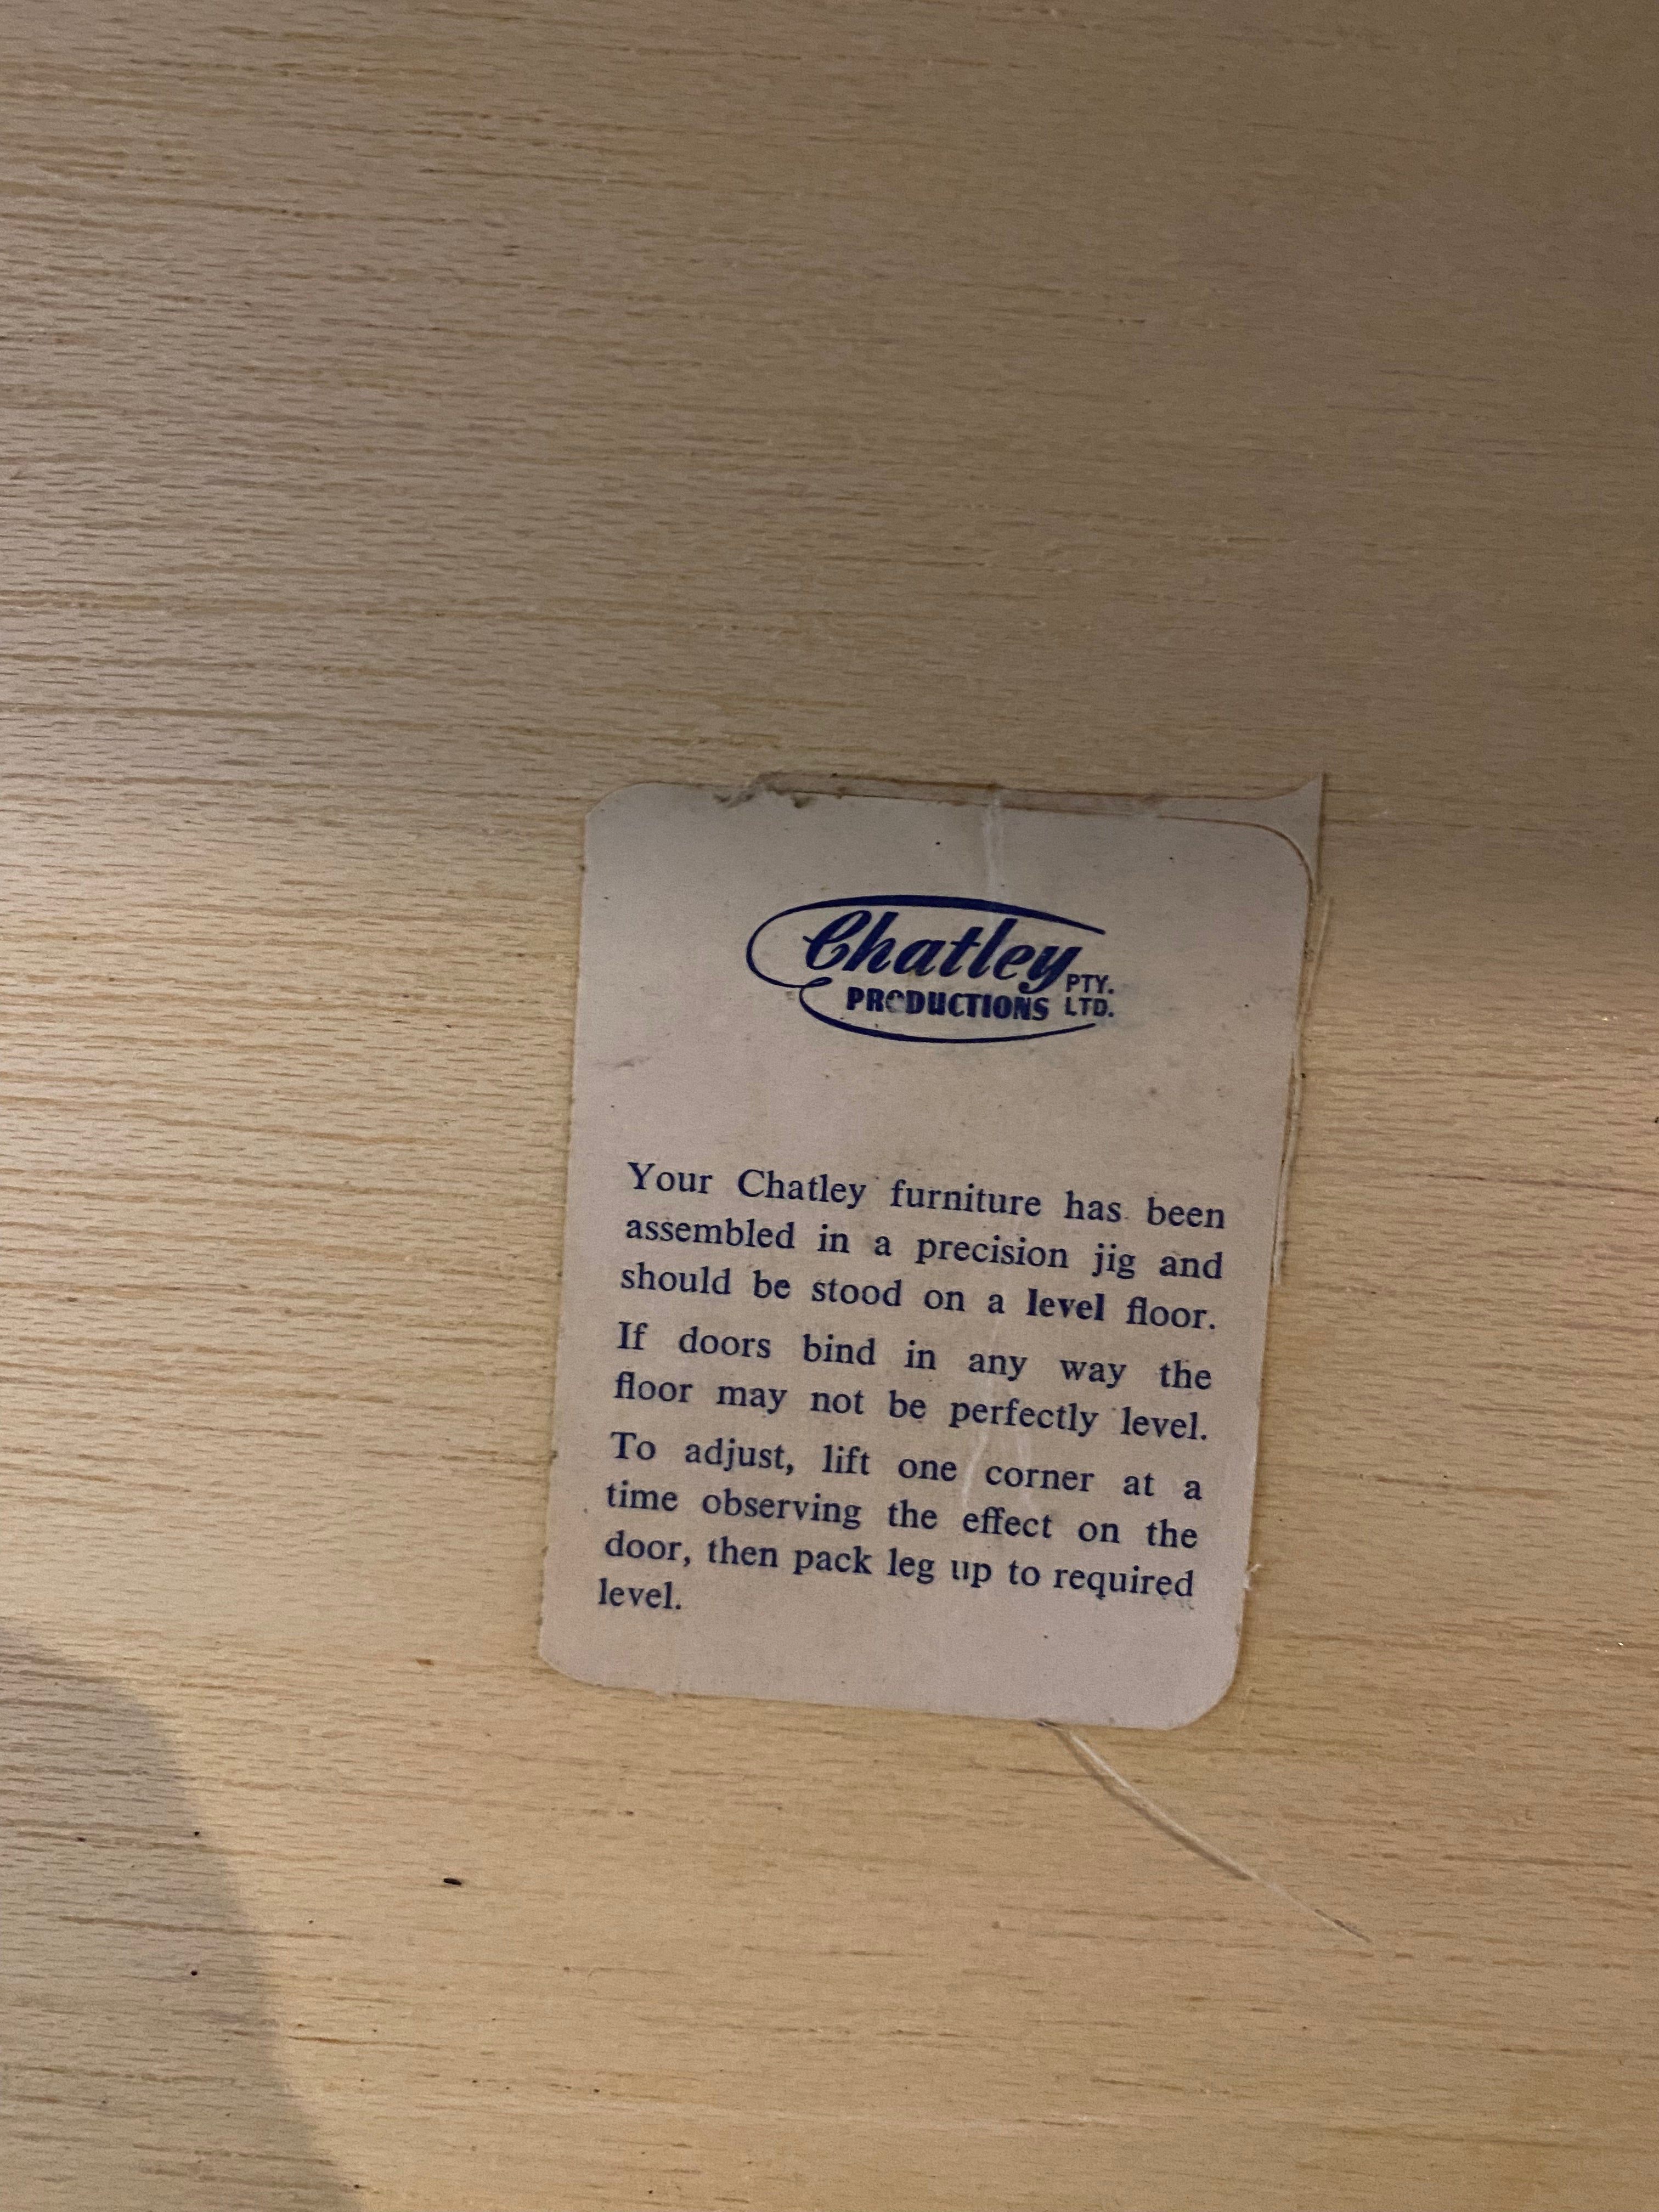 Chatley PTY.
PRODUCTIONS LTD.
Your Chatley furniture has been
assembled in a precision jig and
should be stood on a level floor.
If doors bind in any way the
floor may not be perfectly level.
To adjust, lift one corner at a
time observing the effect on the
door, then pack leg up to required
level.